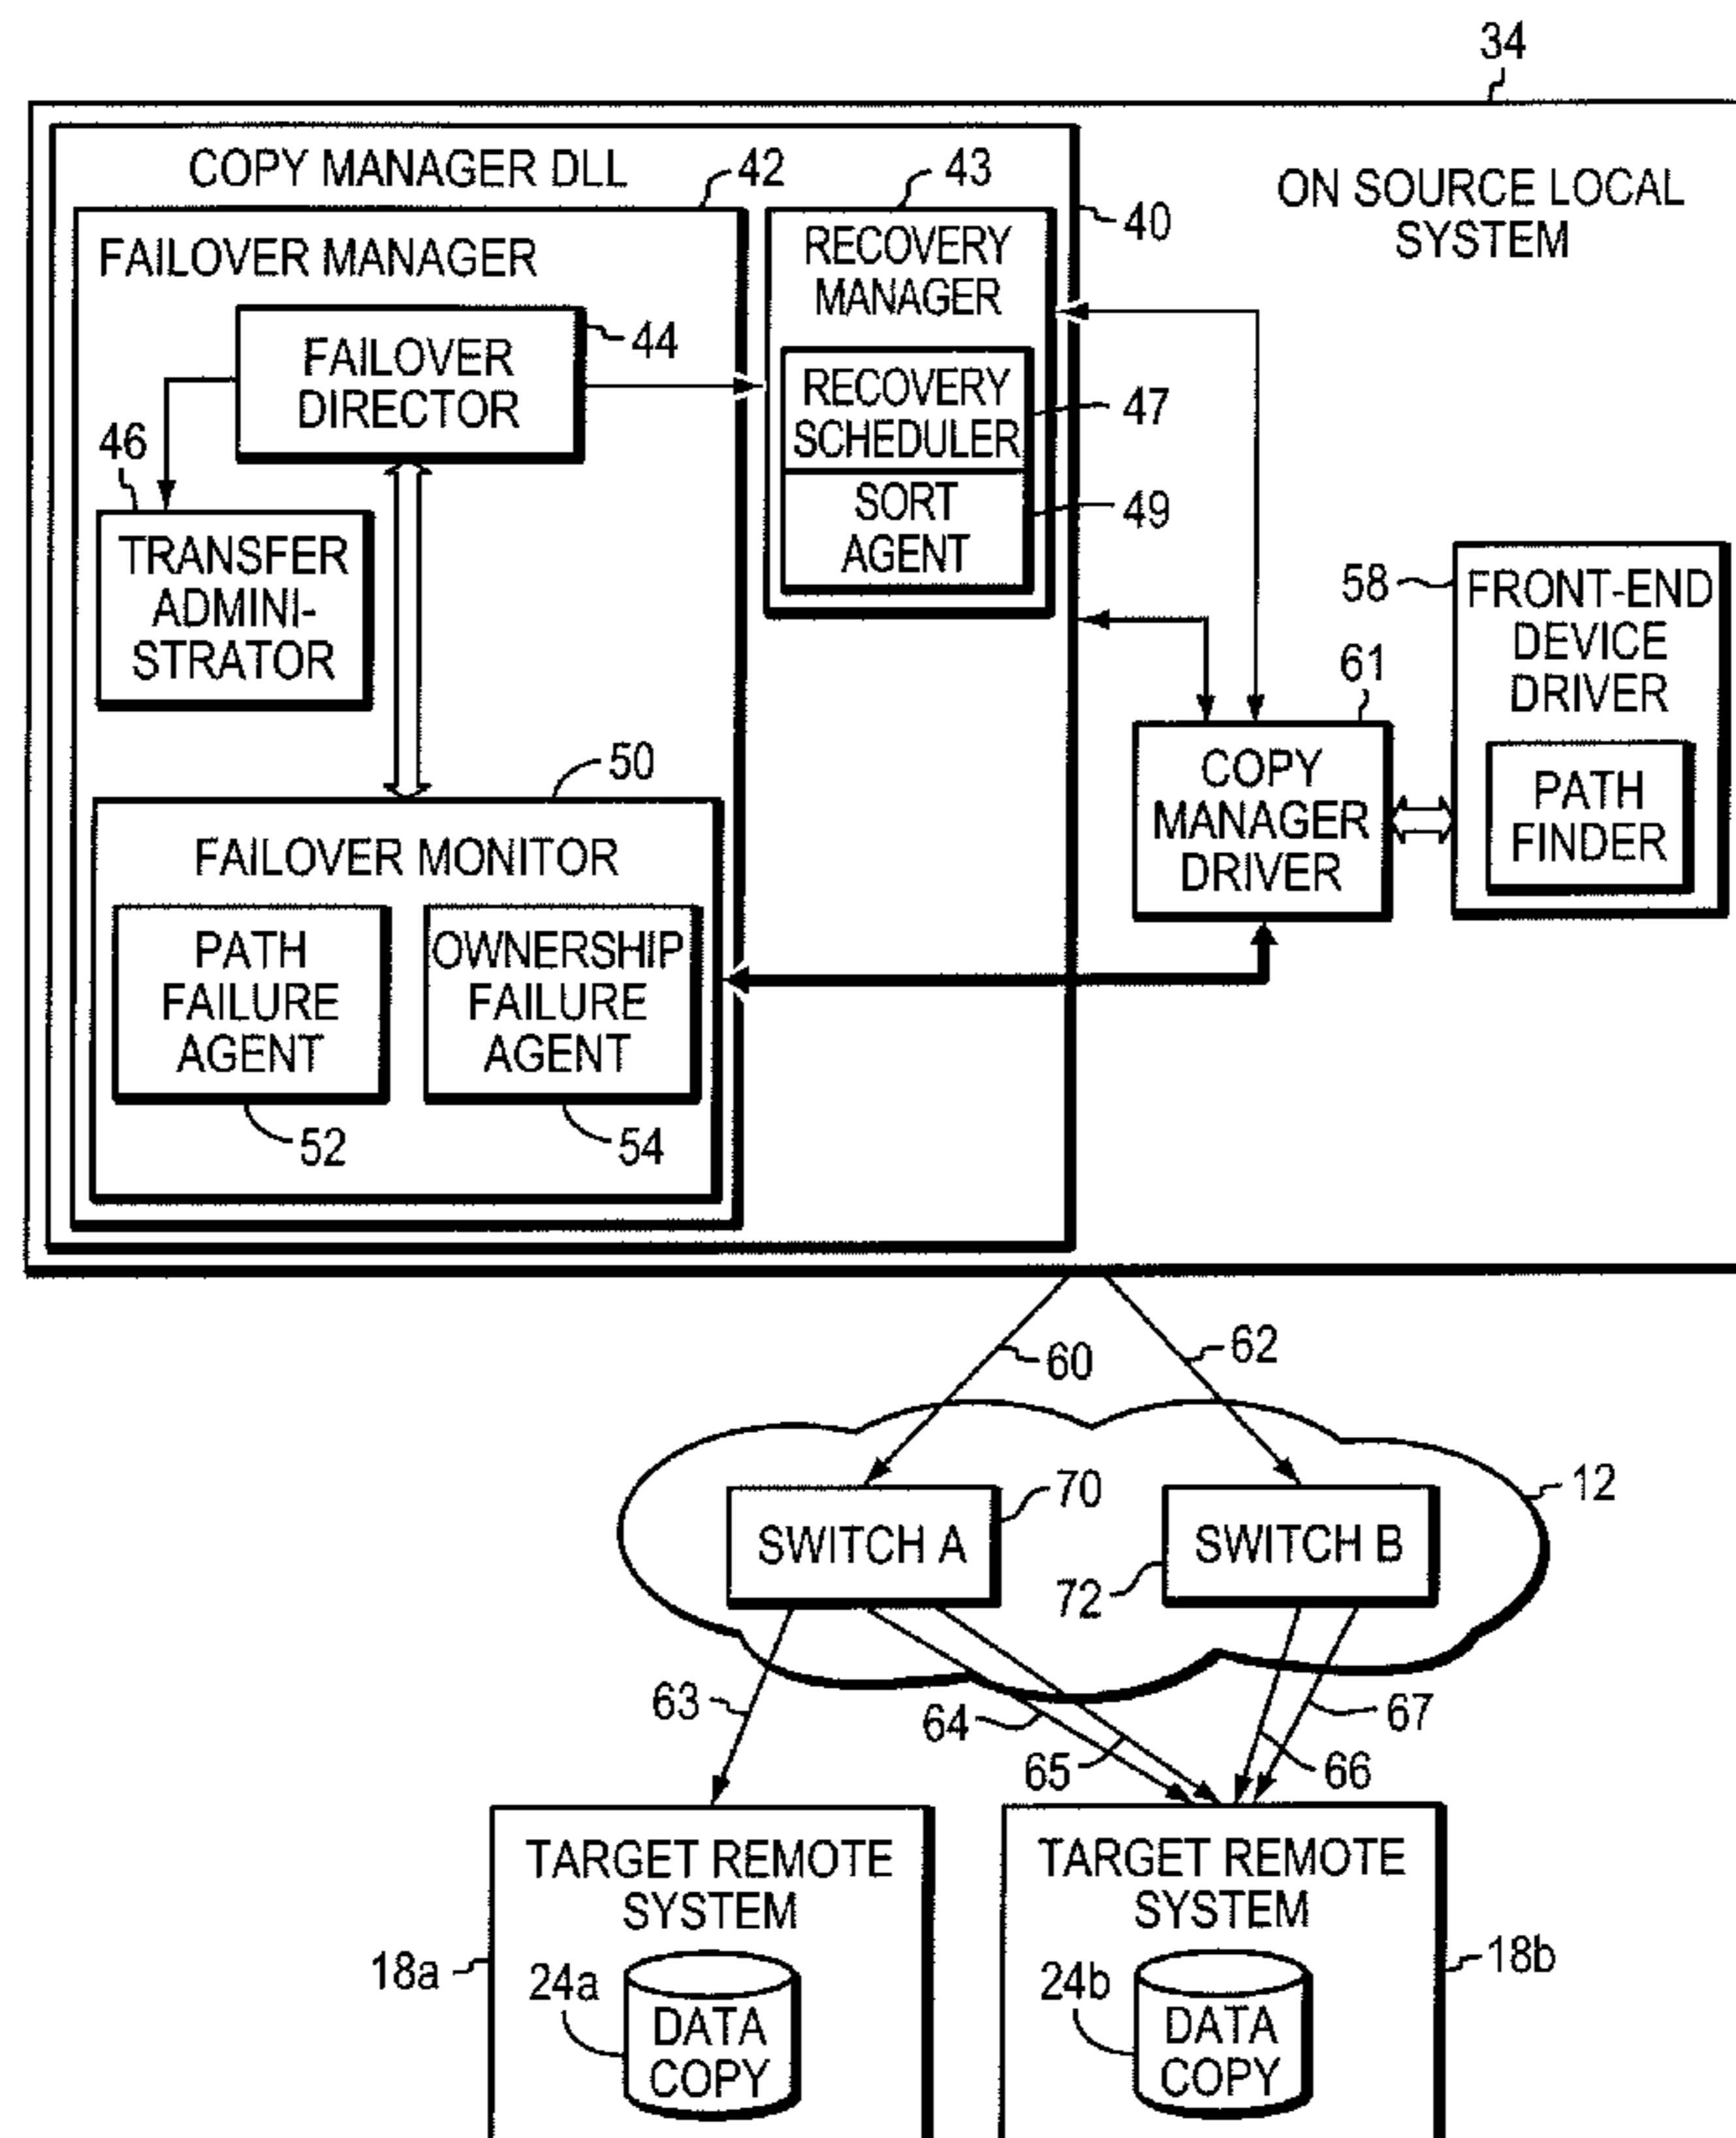 34
COPY MANAGER DLL
42
43
40
ON SOURCE LOCAL
SYSTEM
FAILOVER MANAGER
RECOVERY
MANAGER
FAILOVER
DIRECTOR
44
RECOVERY
SCHEDULER
47
46
SORT
AGENT
49
TRANSFER
ADMINI-
STRATOR
58
FRONT-END
DEVICE
DRIVER
61
50
COPY
MANAGER
DRIVER
PATH
FINDER
FAILOVER MONITOR
PATH
FAILURE
AGENT
OWNERSHIP
FAILURE
AGENT
52
54
60
62
12
SWITCH A
70
SWITCH B
72
63
64
65
66
67
TARGET REMOTE
SYSTEM
18a
24a
DATA
COPY
TARGET REMOTE
SYSTEM
18b
24b
DATA
COPY